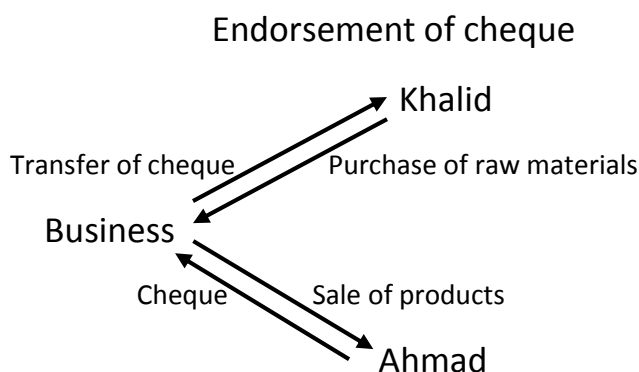 Endorsement of cheque
Khalid
Transfer of cheque
Purchase of raw materials
Business
Cheque
Sale of products
Ahmad